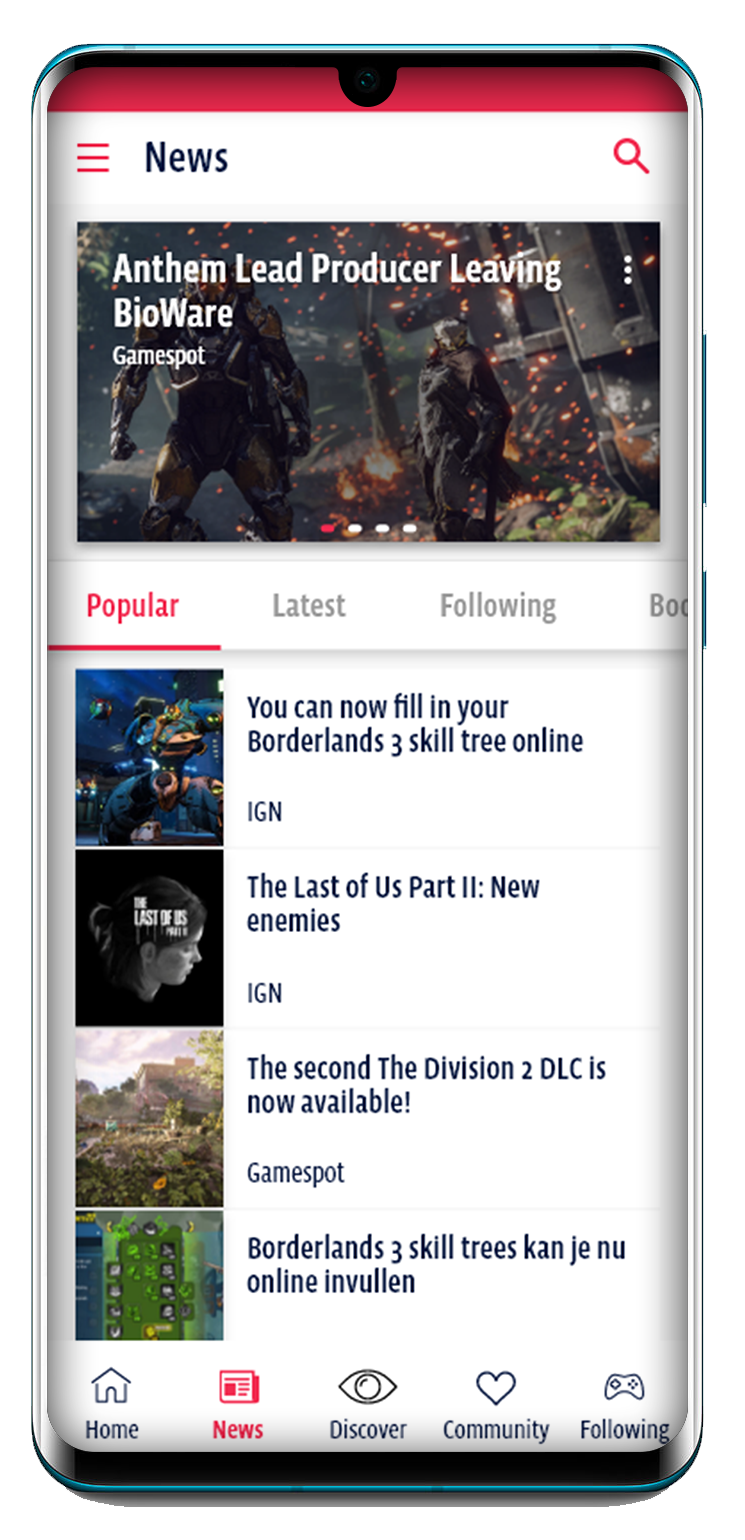 News
Anthem Lead Producer Leaving
BioWare
Gamespot
Popular Latest Following Boo
You can now fill in your
Borderlands 3 skill tree online
IGN
THE
LAST OF US
PART II
The Last of Us Part II: New
enemies
IGN
The second The Division 2 DLC is
now available!
Gamespot
Borderlands 3 skill trees kan je nu
online invullen
Home News Discover Community Following